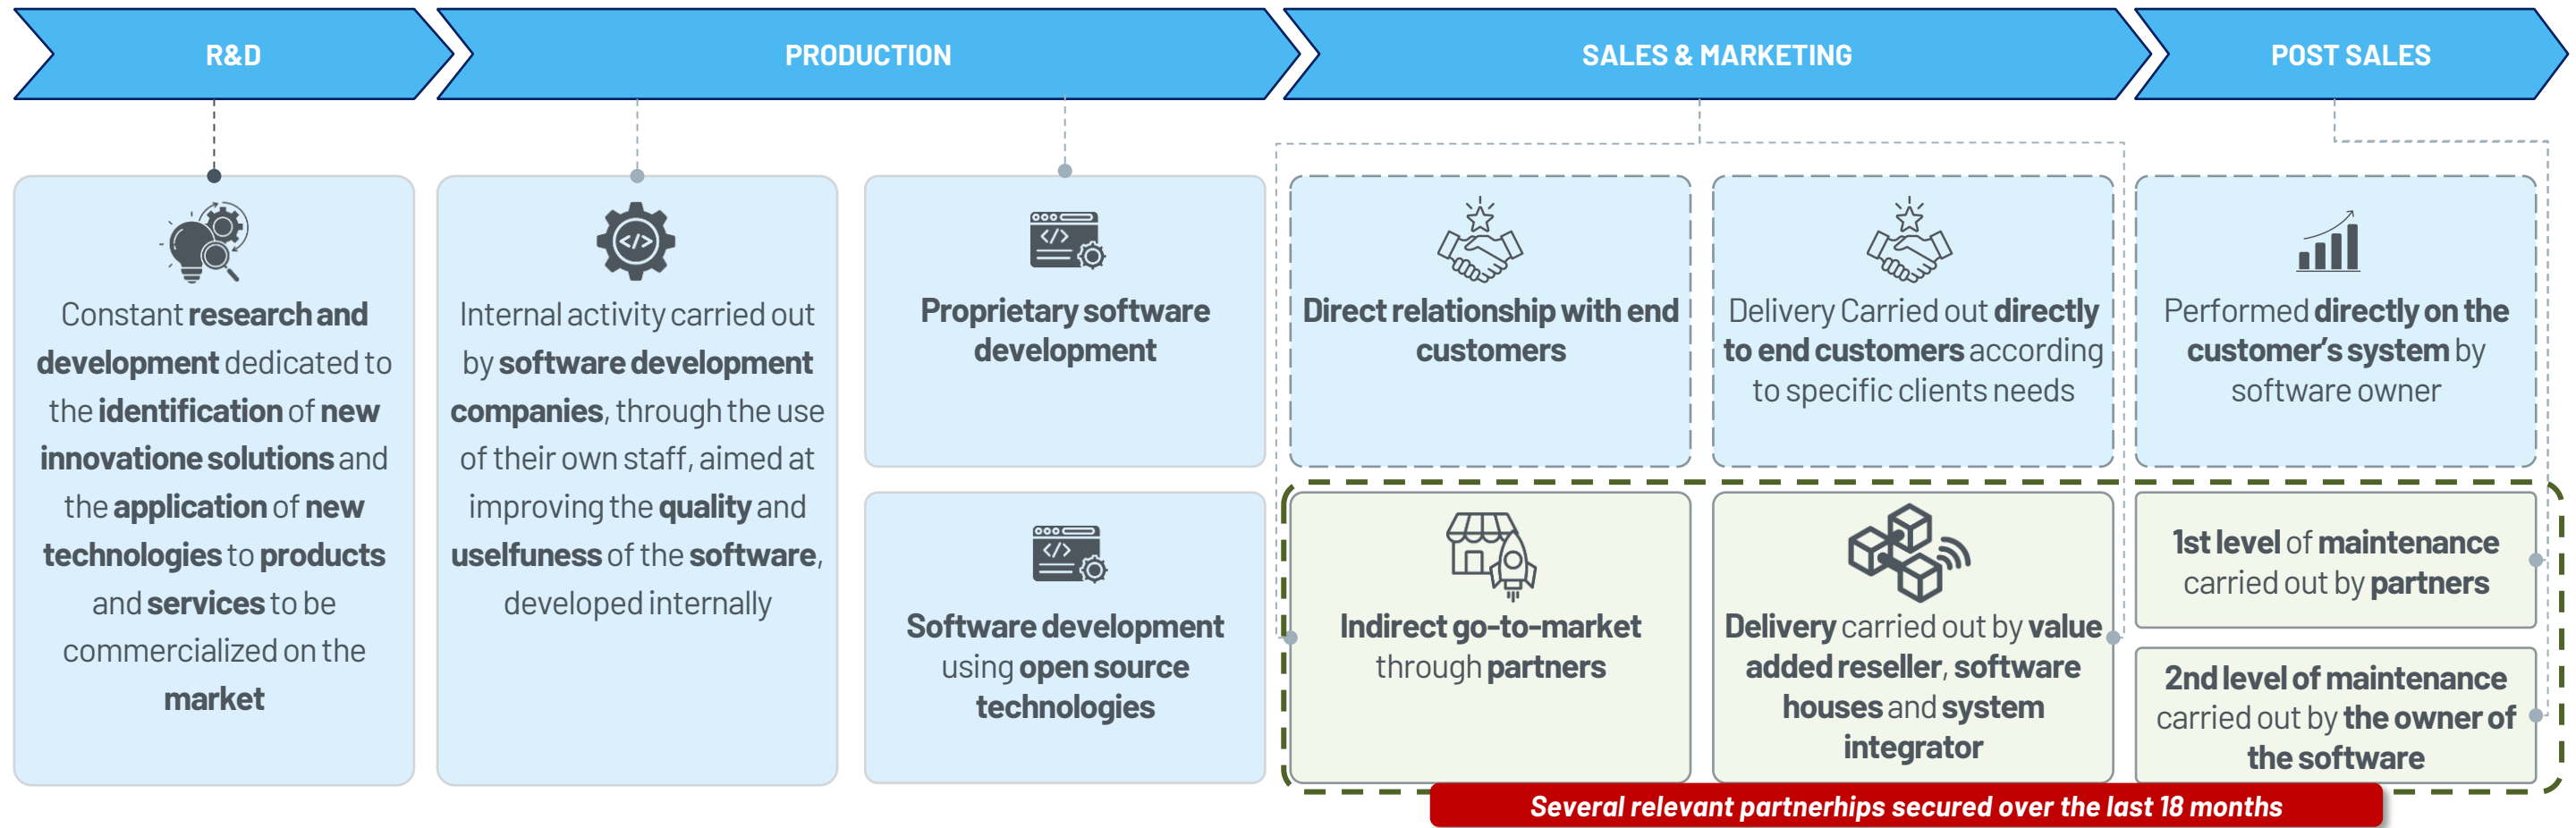 R&D
PRODUCTION
SALES & MARKETING
POST SALES
Constant research and
development dedicated to
the identification of new
innovatione solutions and
the application of new
technologies to products
and services to be
commercialized on the
market
Internal activity carried out
by software development
companies, through the use
of their own staff, aimed at
improving the quality and
uselfuness of the software,
developed internally
Proprietary software
development
Software development
using open source
technologies
Direct relationship with end
customers
Delivery Carried out directly
to end customers according
to specific clients needs
Performed directly on the
customer's system by
software owner
Indirect go-to-market
through partners
Delivery carried out by value
added reseller, software
houses and system
integrator
1st level of maintenance
carried out by partners
2nd level of maintenance
carried out by the owner of
the software
Several relevant partnerhips secured over the last 18 months